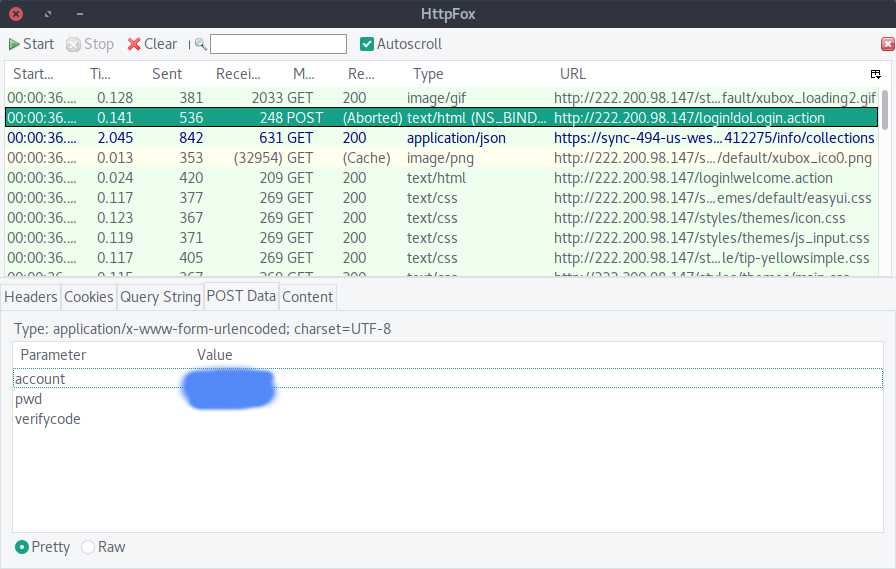 HttpFox
Start Stop Clear Autoscroll
Start... Ti... Sent Recei... M... Re... Type URL
00:00:36.... 0.128 381 2033 GET 200 image/gif http://222.200.98.147/st...fault/xubox_loading2.gif
00:00:36.... 0.141 536 248 POST (Aborted) text/html (NS_BIND... http://222.200.98.147/login!doLogin.action
00:00:36.... 2.045 842 631 GET 200 application/json https://sync-494-us-wes...412275/info/collections
00:00:36.... 0.013 353 (32954) GET (Cache) image/png http://222.200.98.147/s.../default/xubox_ico0.png
00:00:36.... 0.024 420 209 GET 200 text/html http://222.200.98.147/login!welcome.action
00:00:36.... 0.117 377 269 GET 200 text/css http://222.200.98.147/s...emes/default/easyui.css
00:00:36.... 0.123 367 269 GET 200 text/css http://222.200.98.147/styles/themes/icon.css
00:00:36.... 0.119 371 269 GET 200 text/css http://222.200.98.147/styles/themes/js_input.css
00:00:36.... 0.117 405 269 GET 200 text/css http://222.200.98.147/st...le/tip-yellowsimple.css
Headers Cookies Query String POST Data Content
Type: application/x-www-form-urlencoded; charset=UTF-8
Parameter Value
account
pwd
verifycode
Pretty Raw